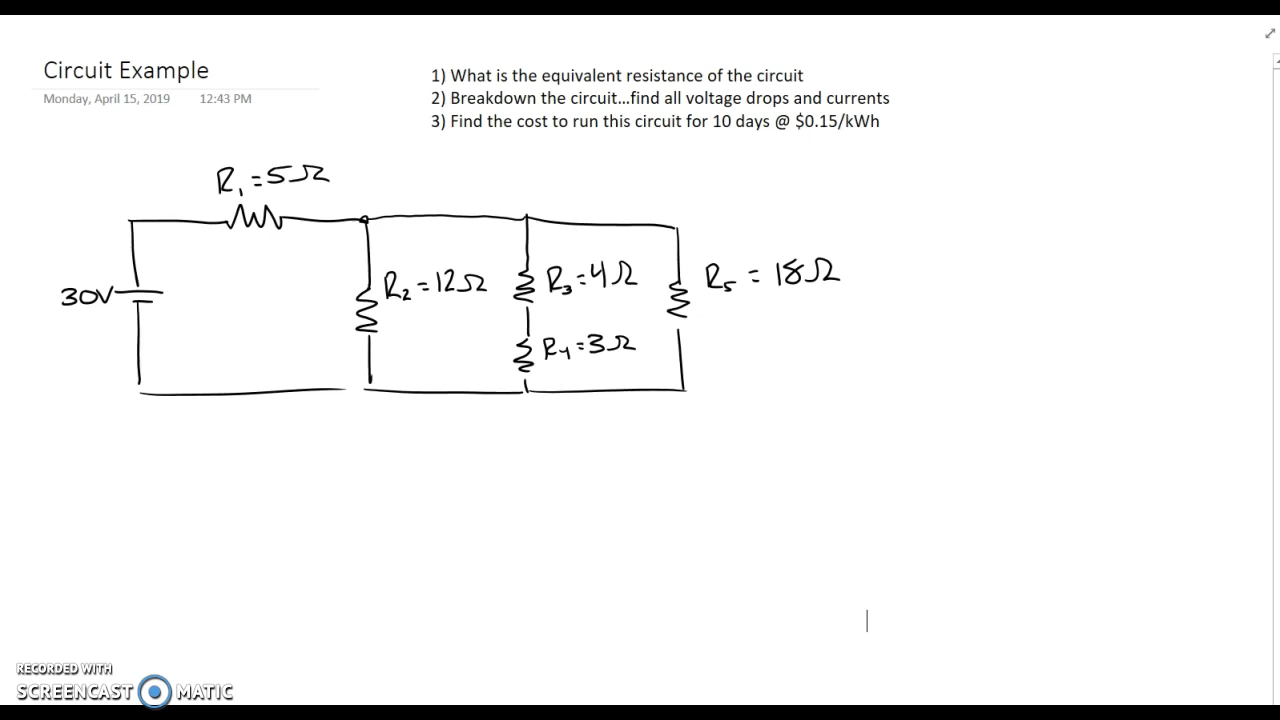 Circuit Example
Monday, April 15, 2019 12:43 PM
1) What is the equivalent resistance of the circuit
2) Breakdown the circuit...find all voltage drops and currents
3) Find the cost to run this circuit for 10 days @ $0.15/kWh
R₁ = 5Ω
30V
R₂ = 12Ω
R₃ = 4Ω
R₅ = 18Ω
R₄ = 3Ω
RECORDED WITH
SCREENCAST MATIC